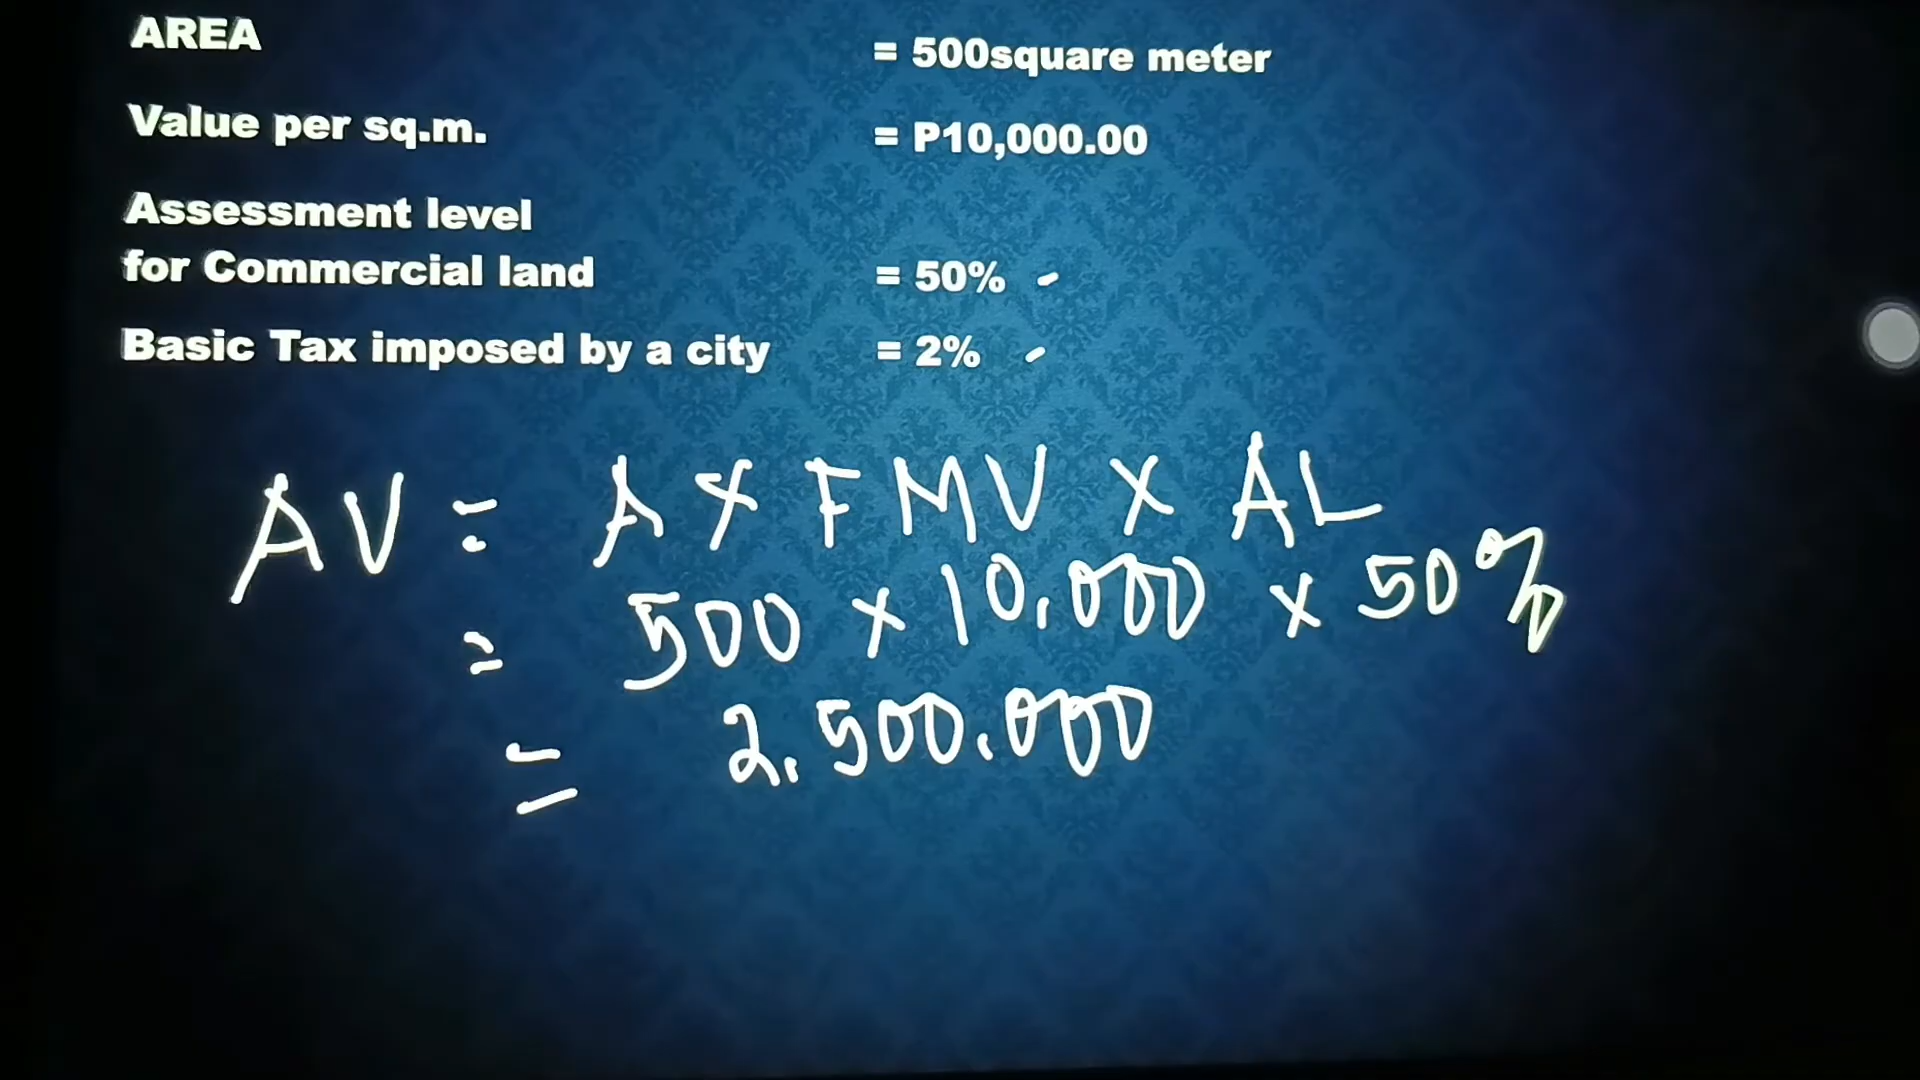 AREA = 500square meter
Value per sq.m. = P10,000.00
Assessment level
for Commercial land = 50%
Basic Tax imposed by a city = 2%
AV = A x FMV x AL
= 500 x 10,000 x 50%
= 2,500,000